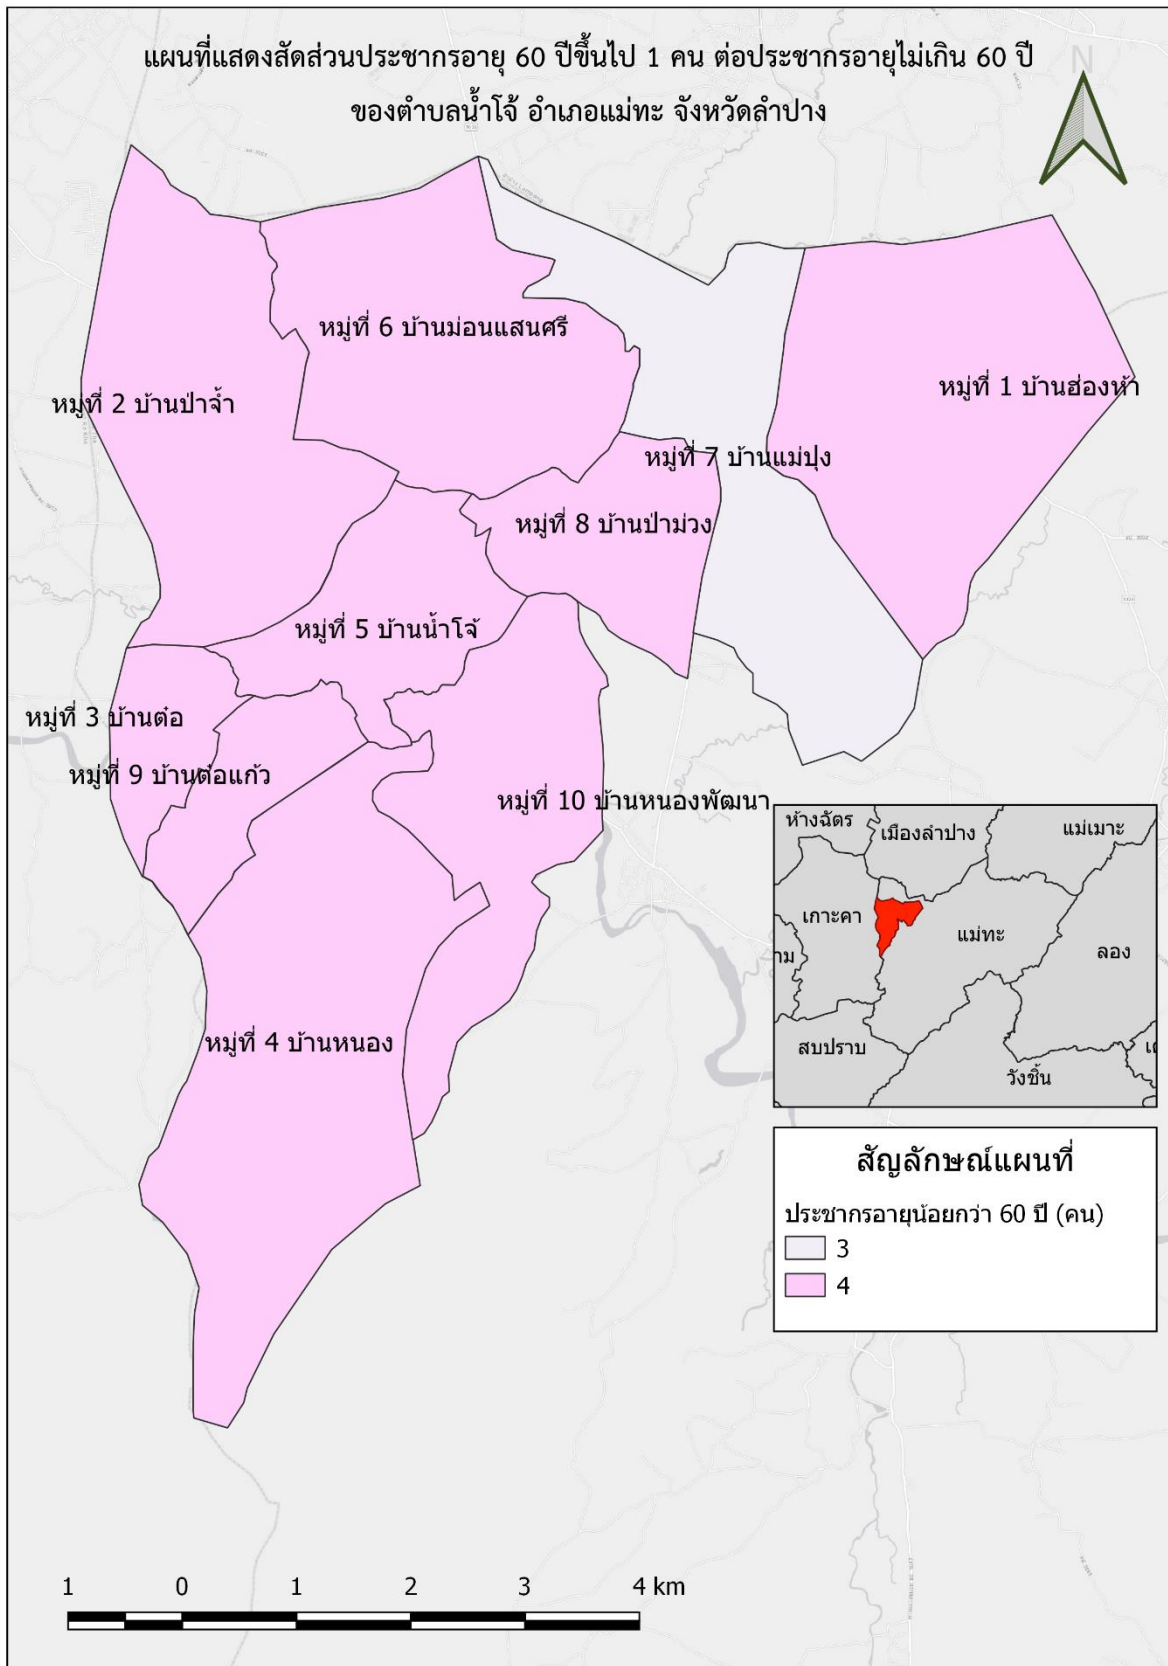 แผนที่แสดงสัดส่วนประชากรอายุ 60 ปีขึ้นไป 1 คน ต่อประชากรอายุไม่เกิน 60 ปี
ของตำบลน้ำโจ้ อำเภอแม่ทะ จังหวัดลำปาง
N
หมู่ที่ 6 บ้านม่อนแสนศรี
หมู่ที่ 1 บ้านฮ่องห้า
หมู่ที่ 2 บ้านป่าจ้ำ
หมู่ที่ 7 บ้านแม่ปุง
หมู่ที่ 8 บ้านป่าม่วง
หมู่ที่ 5 บ้านน้ำโจ้
หมู่ที่ 3 บ้านต๋อ
หมู่ที่ 9 บ้านต๋อแก้ว
หมู่ที่ 10 บ้านหนองพัฒนา
หมู่ที่ 4 บ้านหนอง
ห้างฉัตร
เมืองลำปาง
แม่เมาะ
เกาะคา
แม่ทะ
ลอง
าม
สบปราบ
วังชิ้น
เด
สัญลักษณ์แผนที่
ประชากรอายุน้อยกว่า 60 ปี (คน)
3
4
1 0 1 2 3 4 km